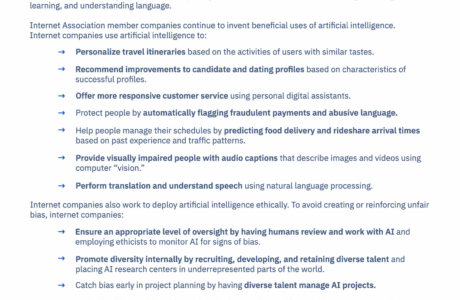 learning, and understanding language.
Internet Association member companies continue to invent beneficial uses of artificial intelligence.
Internet companies use artificial intelligence to:
→ Personalize travel itineraries based on the activities of users with similar tastes.
→ Recommend improvements to candidate and dating profiles based on characteristics of
successful profiles.
→ Offer more responsive customer service using personal digital assistants.
→ Protect people by automatically flagging fraudulent payments and abusive language.
→ Help people manage their schedules by predicting food delivery and rideshare arrival times
based on past experience and traffic patterns.
→ Provide visually impaired people with audio captions that describe images and videos using
computer “vision.”
→ Perform translation and understand speech using natural language processing.
Internet companies also work to deploy artificial intelligence ethically. To avoid creating or reinforcing unfair
bias, internet companies:
→ Ensure an appropriate level of oversight by having humans review and work with AI and
employing ethicists to monitor AI for signs of bias.
→ Promote diversity internally by recruiting, developing, and retaining diverse talent and
placing AI research centers in underrepresented parts of the world.
→ Catch bias early in project planning by having diverse talent manage AI projects.